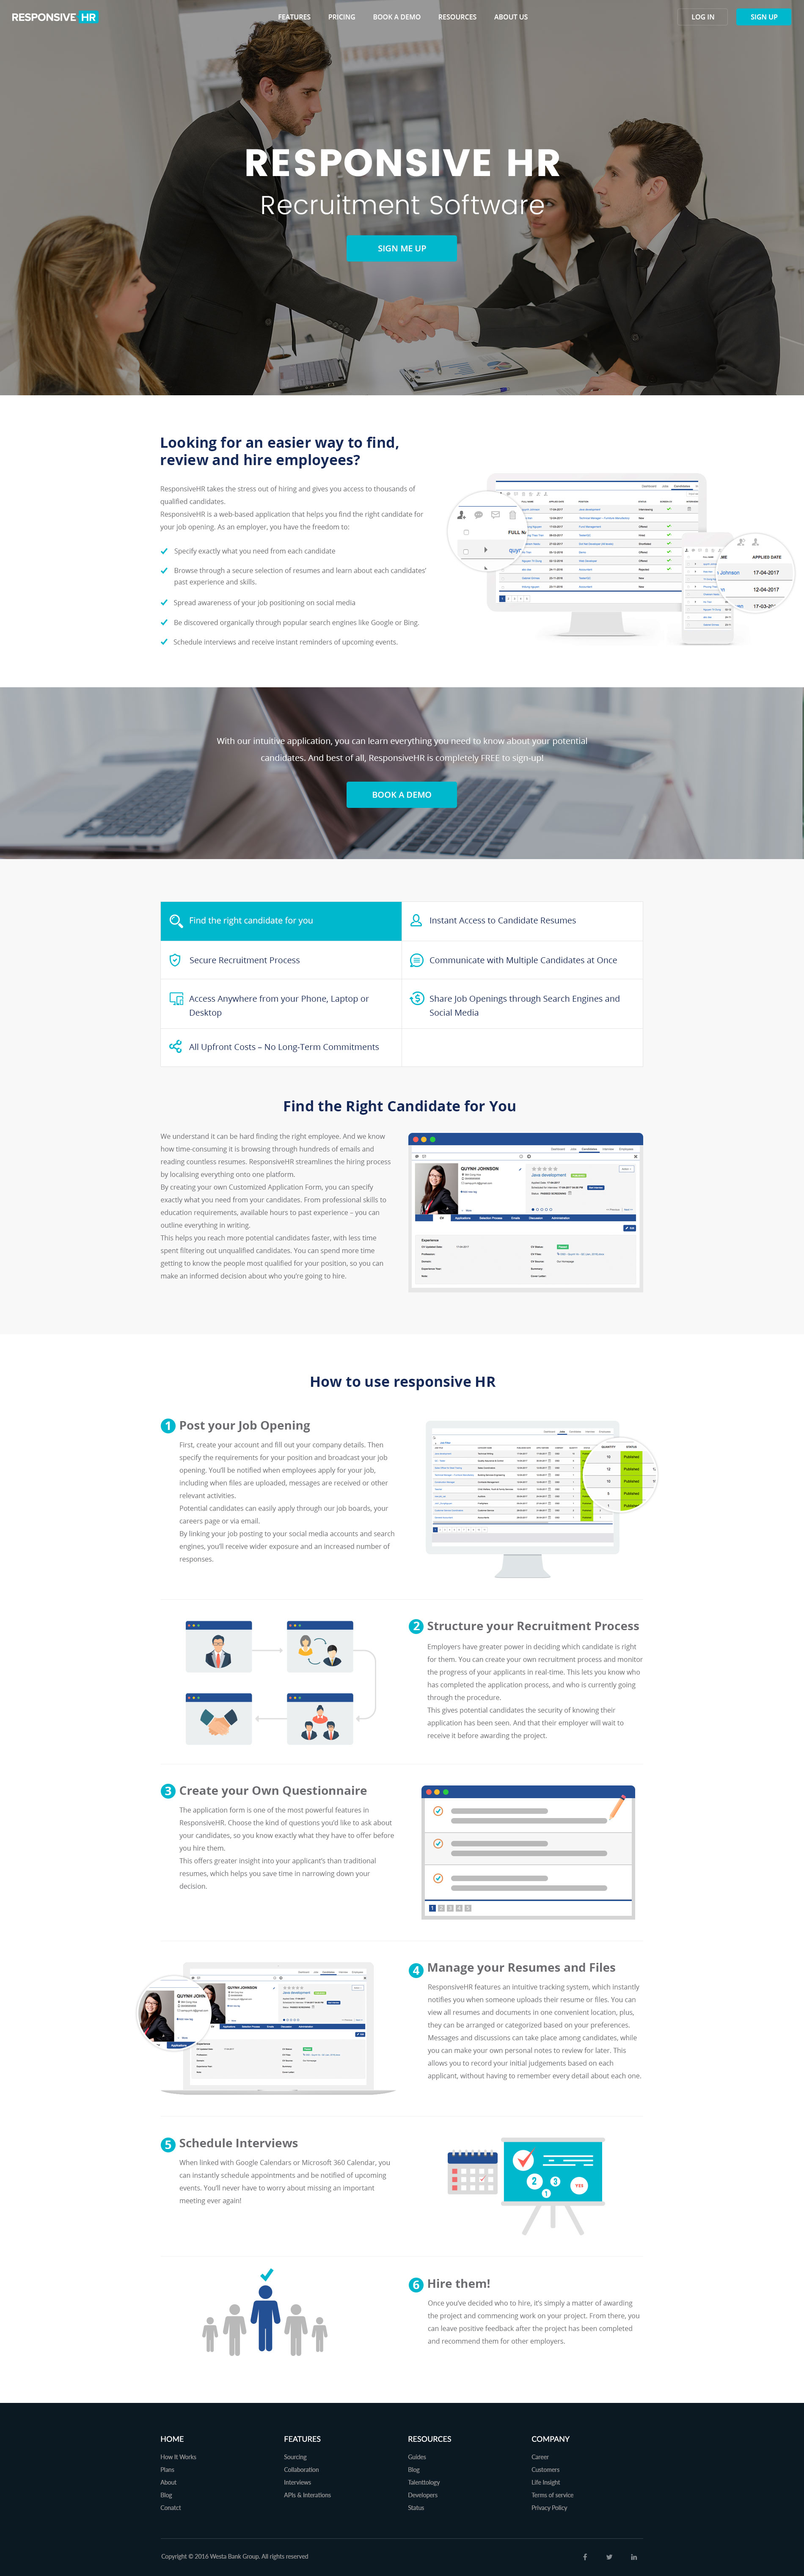 RESPONSIVE HR
FEATURES
PRICING
BOOK A DEMO
RESOURCES
ABOUT US
LOG IN
SIGN UP
RESPONSIVE HR
Recruitment Software
SIGN ME UP
Looking for an easier way to find,
review and hire employees?
ResponsiveHR takes the stress out of hiring and gives you access to thousands of
qualified candidates.
ResponsiveHR is a web-based application that helps you find the right candidate for
your job opening. As an employer, you have the freedom to:
Specify exactly what you need from each candidate
Browse through a secure selection of resumes and learn about each candidates'
past experience and skills.
Spread awareness of your job positioning on social media
Be discovered organically through popular search engines like Google or Bing.
Schedule interviews and receive instant reminders of upcoming events.
APPLIED DATE
Johnson 17-04-2017
12-04-2017
With our intuitive application, you can learn everything you need to know about your potential
candidates. And best of all, ResponsiveHR is completely FREE to sign-up!
BOOK A DEMO
Find the right candidate for you
Instant Access to Candidate Resumes
Secure Recruitment Process
Communicate with Multiple Candidates at Once
Access Anywhere from your Phone, Laptop or
Desktop
Share Job Openings through Search Engines and
Social Media
All Upfront Costs – No Long-Term Commitments
Find the Right Candidate for You
We understand it can be hard finding the right employee. And we know
how time-consuming it is browsing through hundreds of emails and
reading countless resumes. ResponsiveHR streamlines the hiring process
by localising everything onto one platform.
By creating your own Customized Application Form, you can specify
exactly what you need from your candidates. From professional skills to
education requirements, available hours to past experience – you can
outline everything in writing.
This helps you reach more potential candidates faster, with less time
spent filtering out unqualified candidates. You can spend more time
getting to know the people most qualified for your position, so you can
make an informed decision about who you're going to hire.
QUYNH JOHNSON
Java development
Experience
How to use responsive HR
1 Post your Job Opening
First, create your account and fill out your company details. Then
specify the requirements for your position and broadcast your job
opening. You'll be notified when employees apply for your job,
including when files are uploaded, messages are received or other
relevant activities.
Potential candidates can easily apply through our Job boards, your
careers page or via email.
By linking your job posting to your social media accounts and search
engines, you'll receive wider exposure and an increased number of
responses.
QUANTITY STATUS
10 Published
12 Published
10 Published
5 Published
1 Published
2 Structure your Recruitment Process
Employers have greater power in deciding which candidate is right
for them. You can create your own recruitment process and monitor
the progress of your applicants in real-time. This lets you know who
has completed the application process, and who is currently going
through the procedure.
This gives potential candidates the security of knowing their
application has been seen. And that their employer will wait to
receive it before awarding the project.
3 Create your Own Questionnaire
The application form is one of the most powerful features in
ResponsiveHR. Choose the kind of questions you'd like to ask about
your candidates, so you know exactly what they have to offer before
you hire them.
This offers greater insight into your applicant's than traditional
resumes, which helps you save time in narrowing down your
decision.
1 2 3 4 5
4 Manage your Resumes and Files
ResponsiveHR features an intuitive tracking system, which instantly
notifies you when someone uploads their resume or files. You can
view all resumes and documents in one convenient location, plus,
they can be arranged or categorized based on your preferences.
Messages and discussions can take place among candidates, while
you can make your own personal notes to review for later. This
allows you to record your initial judgements based on each
applicant, without having to remember every detail about each one.
QUYNH JOHNSON
5 Schedule Interviews
When linked with Google Calendars or Microsoft 360 Calendar, you
can instantly schedule appointments and be notified of upcoming
events. You'll never have to worry about missing an important
meeting ever again!
2 3 1 YES
6 Hire them!
Once you've decided who to hire, it's simply a matter of awarding
the project and commencing work on your project. From there, you
can leave positive feedback after the project has been completed
and recommend them for other employers.
HOME
How It Works
Plans
About
Blog
Conatct
FEATURES
Sourcing
Collaboration
Interviews
APIs & Interations
RESOURCES
Guides
Blog
Talenttology
Developers
Status
COMPANY
Career
Customers
Life Insight
Terms of service
Privacy Policy
Copyright © 2016 Westa Bank Group. All rights reserved